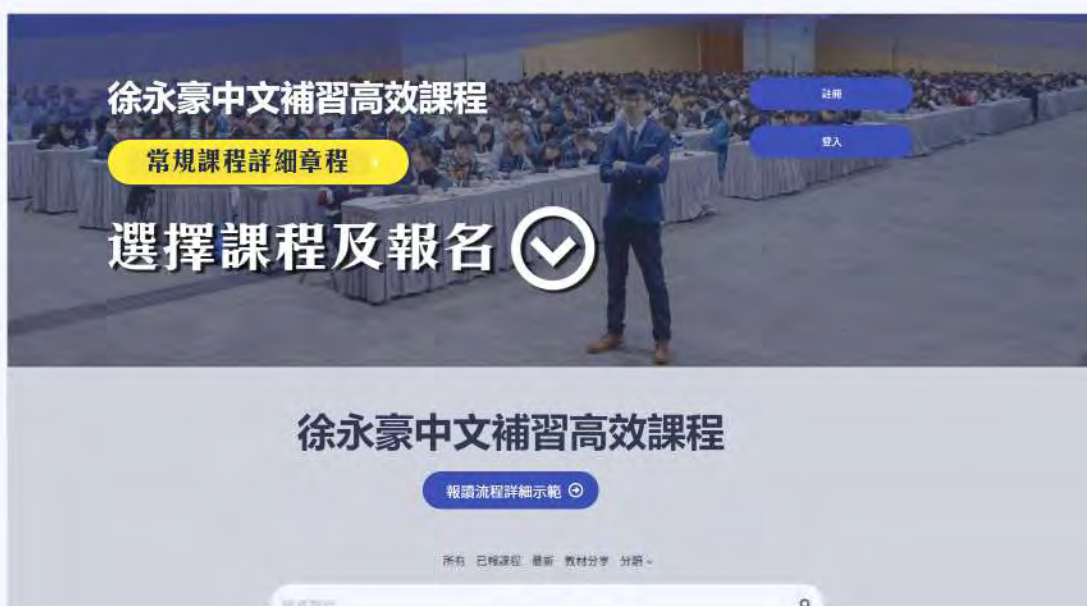 徐永豪中文補習高效課程
註冊
常規課程詳細章程
登入
選擇課程及報名
徐永豪中文補習高效課程
報讀流程詳細示範
所有 已報課程 最新 教材分享 分類